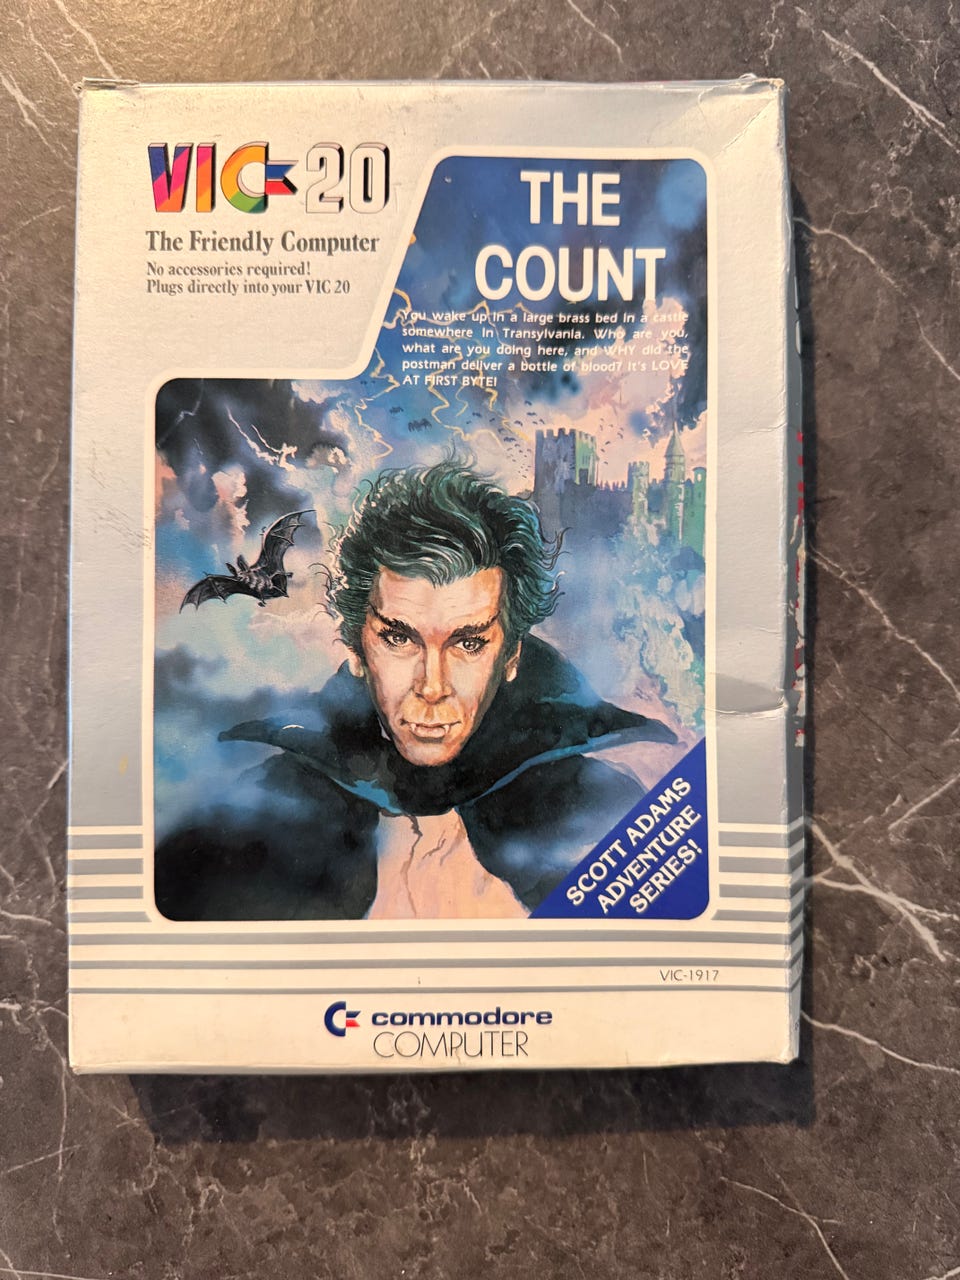 VIC-20
The Friendly Computer
No accessories required!
Plugs directly into your VIC 20
THE
COUNT
You wake up in a large brass bed in a castle
somewhere in Transylvania. Who are you,
what are you doing here, and WHY did the
postman deliver a bottle of blood? It's LOVE
AT FIRST BYTE!
SCOTT ADAMS
ADVENTURE
SERIES!
VIC-1917
commodore
COMPUTER